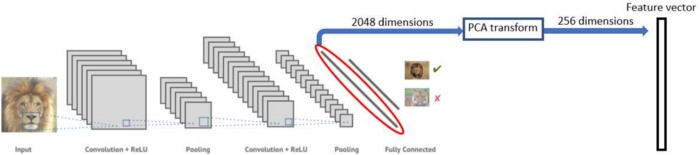 Feature vector
2048 dimensions
PCA transform
256 dimensions
Input
Convolution + ReLU
Pooling
Convolution + ReLU
Pooling
Fully Connected